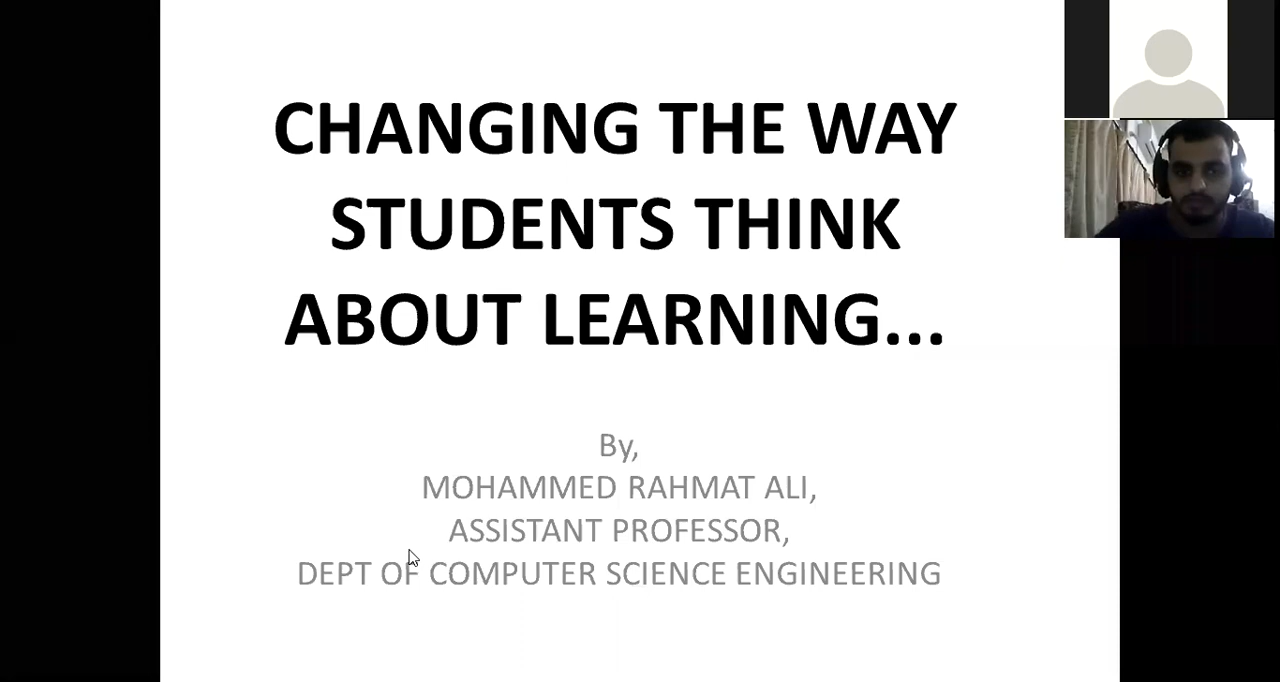 CHANGING THE WAY
STUDENTS THINK
ABOUT LEARNING...
By,
MOHAMMED RAHMAT ALI,
ASSISTANT PROFESSOR,
DEPT OF COMPUTER SCIENCE ENGINEERING